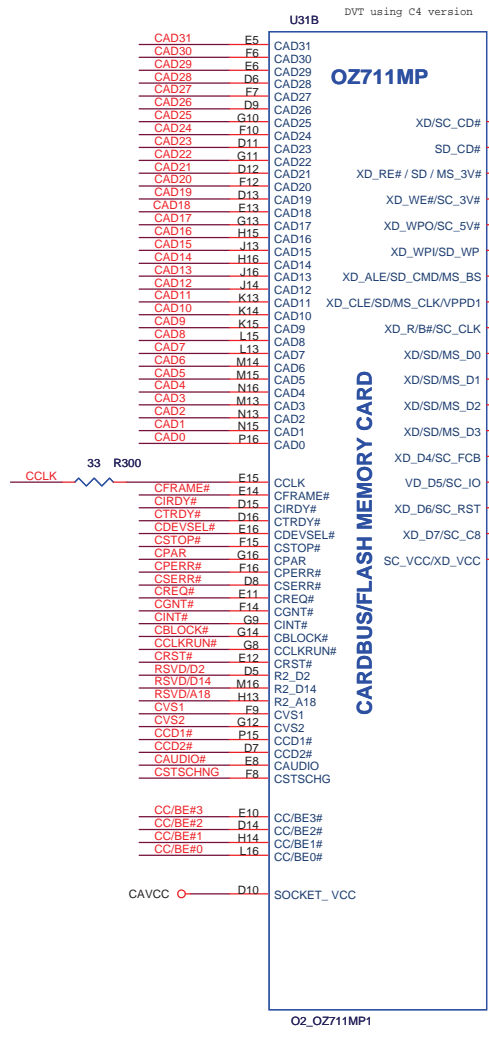 DVT using C4 version
U31B
OZ711MP
CAD31 E5 CAD31
CAD30 F6 CAD30
CAD29 E6 CAD29
CAD28 D6 CAD28
CAD27 F7 CAD27
CAD26 D9 CAD26
CAD25 G10 CAD25 XD/SC_CD#
CAD24 F10 CAD24
CAD23 D11 CAD23 SD_CD#
CAD22 G11 CAD22
CAD21 D12 CAD21 XD_RE# / SD / MS_3V#
CAD20 F12 CAD20
CAD19 D13 CAD19 XD_WE#/SC_3V#
CAD18 E13 CAD18
CAD17 G13 CAD17 XD_WPO/SC_5V#
CAD16 H15 CAD16
CAD15 J13 CAD15 XD_WPI/SD_WP
CAD14 H16 CAD14
CAD13 J16 CAD13 XD_ALE/SD_CMD/MS_BS
CAD12 J14 CAD12
CAD11 K13 CAD11 XD_CLE/SD/MS_CLK/VPPD1
CAD10 K14 CAD10
CAD9 K15 CAD9 XD_R/B#/SC_CLK
CAD8 L15 CAD8
CAD7 L13 CAD7 XD/SD/MS_D0
CAD6 M14 CAD6
CAD5 M15 CAD5 XD/SD/MS_D1
CAD4 N16 CAD4
CAD3 M13 CAD3 XD/SD/MS_D2
CAD2 N13 CAD2
CAD1 N15 CAD1 XD/SD/MS_D3
CAD0 P16 CAD0
XD_D4/SC_FCB
33 R300
CCLK E15 CCLK VD_D5/SC_IO
CFRAME# E14 CFRAME#
CIRDY# D15 CIRDY# XD_D6/SC_RST
CTRDY# D16 CTRDY#
CDEVSEL# E16 CDEVSEL# XD_D7/SC_C8
CSTOP# F15 CSTOP#
CPAR G16 CPAR SC_VCC/XD_VCC
CPERR# F16 CPERR#
CSERR# D8 CSERR#
CREQ# E11 CREQ#
CGNT# F14 CGNT#
CINT# G9 CINT#
CBLOCK# G14 CBLOCK#
CCLKRUN# G8 CCLKRUN#
CRST# E12 CRST#
RSVD/D2 D5 R2_D2
RSVD/D14 M16 R2_D14
RSVD/A18 H13 R2_A18
CVS1 F9 CVS1
CVS2 G12 CVS2
CCD1# P15 CCD1#
CCD2# D7 CCD2#
CAUDIO# E8 CAUDIO
CSTSCHNG F8 CSTSCHG
CARDBUS/FLASH MEMORY CARD
CC/BE#3 E10 CC/BE3#
CC/BE#2 D14 CC/BE2#
CC/BE#1 H14 CC/BE1#
CC/BE#0 L16 CC/BE0#
CAVCC D10 SOCKET_ VCC
O2_OZ711MP1